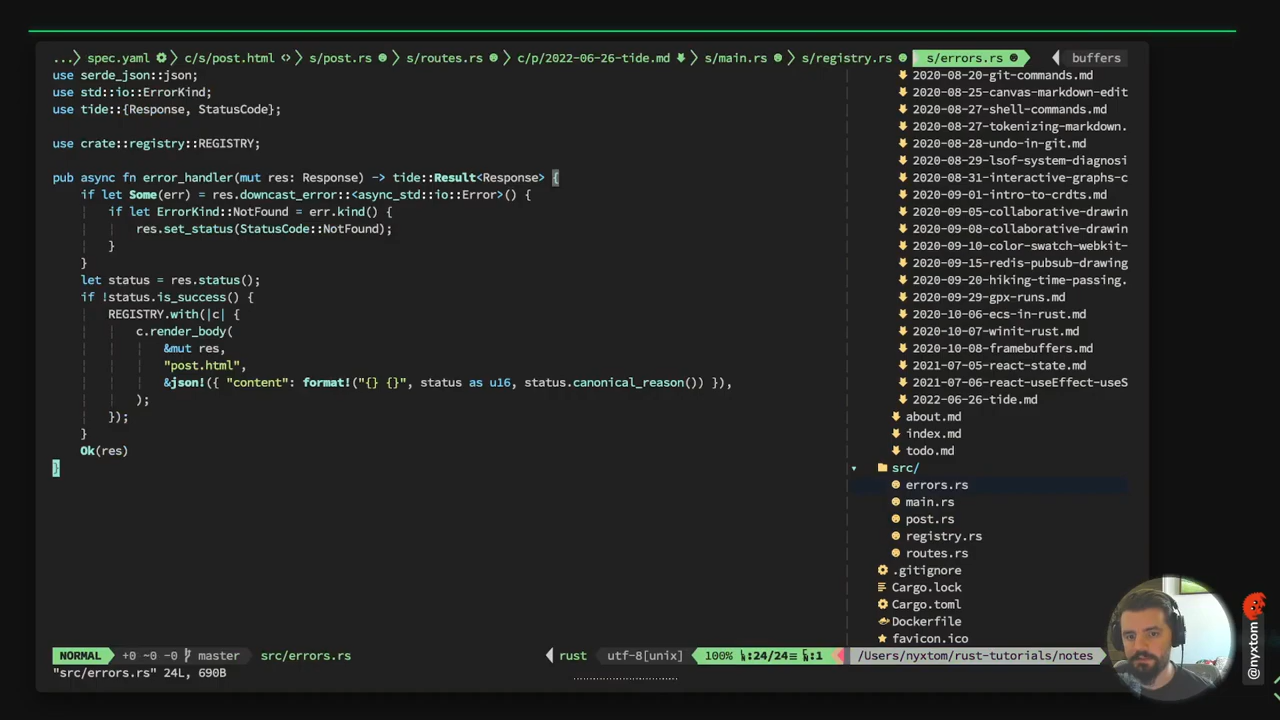 ... spec.yaml c/s/post.html <> s/post.rs s/routes.rs c/p/2022-06-26-tide.md s/main.rs s/registry.rs s/errors.rs buffers
use serde_json::json;
use std::io::ErrorKind;
use tide::{Response, StatusCode};
use crate::registry::REGISTRY;
pub async fn error_handler(mut res: Response) -> tide::Result<Response> {
    if let Some(err) = res.downcast_error::<async_std::io::Error>() {
        if let ErrorKind::NotFound = err.kind() {
            res.set_status(StatusCode::NotFound);
        }
    }
    let status = res.status();
    if !status.is_success() {
        REGISTRY.with(|c| {
            c.render_body(
                &mut res,
                "post.html",
                &json!({ "content": format!("{} {}", status as u16, status.canonical_reason()) }),
            );
        });
    }
    Ok(res)
}
2020-08-20-git-commands.md
2020-08-25-canvas-markdown-edit
2020-08-27-shell-commands.md
2020-08-27-tokenizing-markdown.
2020-08-28-undo-in-git.md
2020-08-29-lsof-system-diagnosi
2020-08-31-interactive-graphs-c
2020-09-01-intro-to-crdts.md
2020-09-05-collaborative-drawin
2020-09-08-collaborative-drawin
2020-09-10-color-swatch-webkit-
2020-09-15-redis-pubsub-drawing
2020-09-20-hiking-time-passing.
2020-09-29-gpx-runs.md
2020-10-06-ecs-in-rust.md
2020-10-07-winit-rust.md
2020-10-08-framebuffers.md
2021-07-05-react-state.md
2021-07-06-react-useEffect-useS
2022-06-26-tide.md
about.md
index.md
todo.md
src/
errors.rs
main.rs
post.rs
registry.rs
routes.rs
.gitignore
Cargo.lock
Cargo.toml
Dockerfile
favicon.ico
NORMAL +0 ~0 -0 master src/errors.rs rust utf-8[unix] 100% :24/24 :1 /Users/nyxtom/rust-tutorials/notes
"src/errors.rs" 24L, 690B
@nyxtom